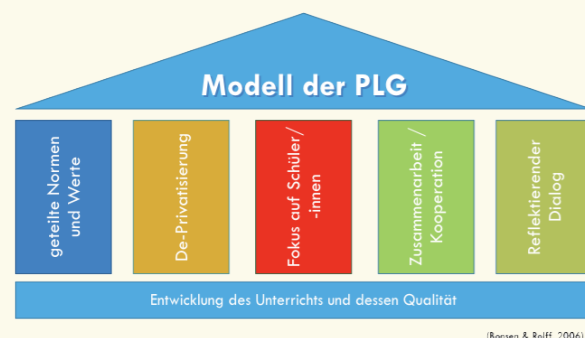 Modell der PLG
geteilte Normen
und Werte
De-Privatisierung
Fokus auf Schüler/
-innen
Zusammenarbeit /
Kooperation
Reflektierender
Dialog
Entwicklung des Unterrichts und dessen Qualität
(Bonsen & Rolff, 2006)